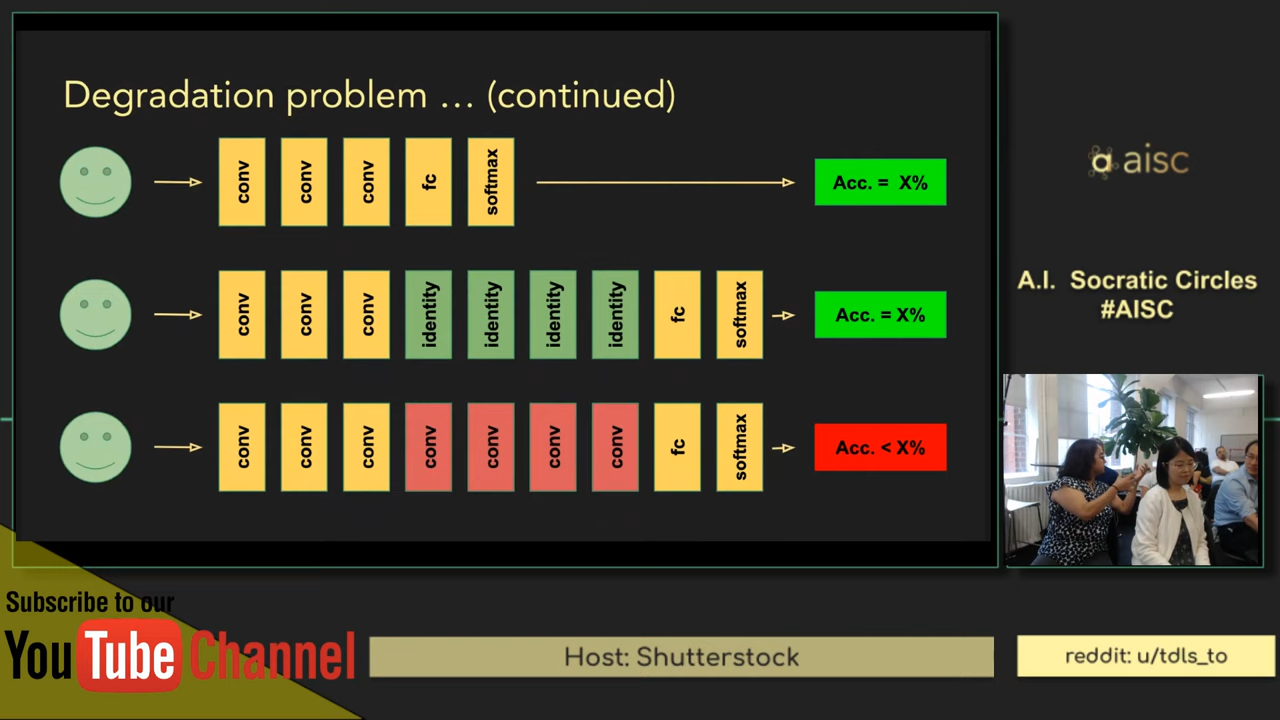 Degradation problem ... (continued)
conv conv conv fc softmax Acc. = X%
conv conv conv identity identity identity identity fc softmax Acc. = X%
conv conv conv conv conv conv conv fc softmax Acc. < X%
aisc
A.I. Socratic Circles
#AISC
Subscribe to our
YouTube Channel
Host: Shutterstock
reddit: u/tdls_to